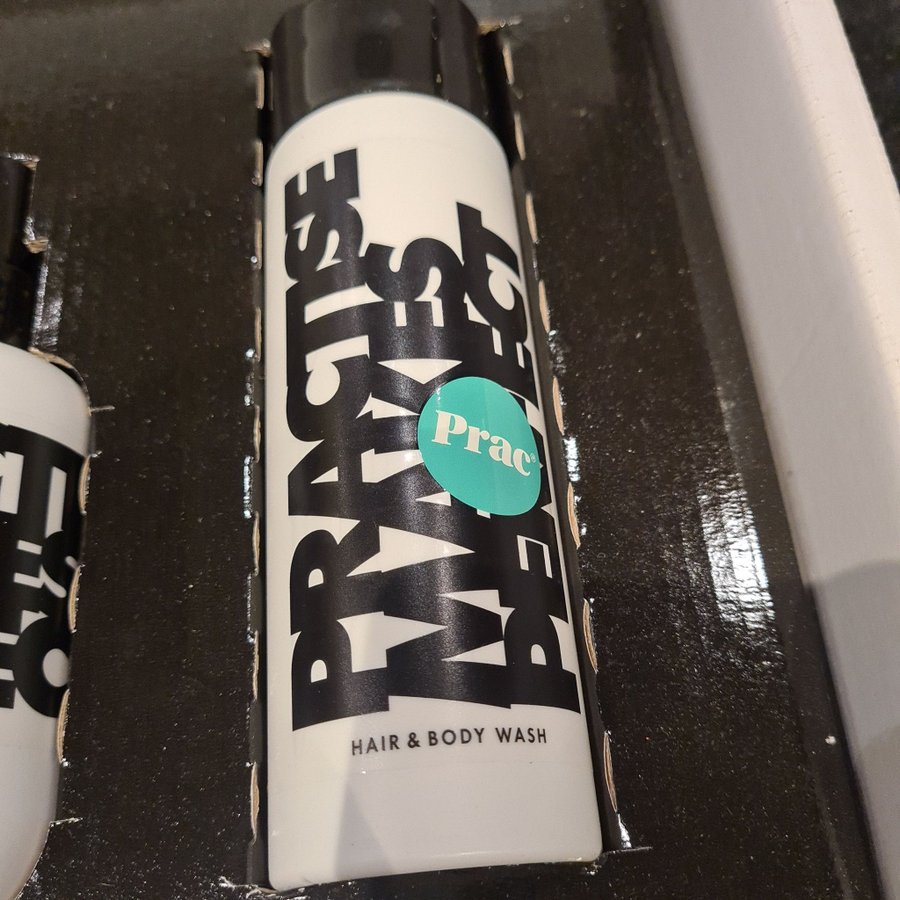 PRACTISE
MAKES
PERFECT
Prac®
HAIR & BODY WASH